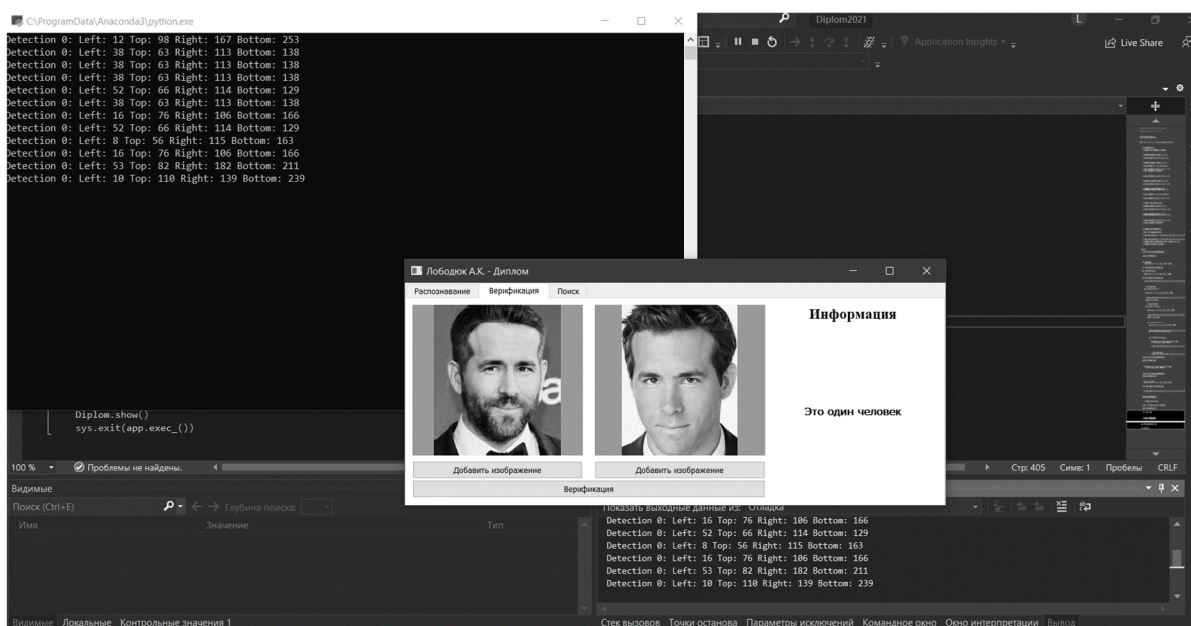 C:\ProgramData\Anaconda3\python.exe
Diplom2021
L
Detection 0: Left: 12 Top: 98 Right: 167 Bottom: 253
Detection 0: Left: 38 Top: 63 Right: 113 Bottom: 138
Detection 0: Left: 38 Top: 63 Right: 113 Bottom: 138
Detection 0: Left: 38 Top: 63 Right: 113 Bottom: 138
Detection 0: Left: 52 Top: 66 Right: 114 Bottom: 129
Detection 0: Left: 38 Top: 63 Right: 113 Bottom: 138
Detection 0: Left: 16 Top: 76 Right: 106 Bottom: 166
Detection 0: Left: 52 Top: 66 Right: 114 Bottom: 129
Detection 0: Left: 8 Top: 56 Right: 115 Bottom: 163
Detection 0: Left: 16 Top: 76 Right: 106 Bottom: 166
Detection 0: Left: 53 Top: 82 Right: 182 Bottom: 211
Detection 0: Left: 10 Top: 110 Right: 139 Bottom: 239
Application Insights
Live Share
Лободюк А.К. - Диплом
Распознавание Верификация Поиск
Информация
Это один человек
Добавить изображение Добавить изображение
Верификация
Diplom.show()
sys.exit(app.exec_())
100 % Проблемы не найдены.
Стр: 405 Симв: 1 Пробелы CRLF
Видимые
Поиск (Ctrl+E) Глубина поиска:
Имя Значение Тип
Показать выходные данные из: Отладка
Detection 0: Left: 16 Top: 76 Right: 106 Bottom: 166
Detection 0: Left: 52 Top: 66 Right: 114 Bottom: 129
Detection 0: Left: 8 Top: 56 Right: 115 Bottom: 163
Detection 0: Left: 16 Top: 76 Right: 106 Bottom: 166
Detection 0: Left: 53 Top: 82 Right: 182 Bottom: 211
Detection 0: Left: 10 Top: 110 Right: 139 Bottom: 239
Видимые Локальные Контрольные значения 1
Стек вызовов Точки останова Параметры исключений Командное окно Окно интерпретации Вывод